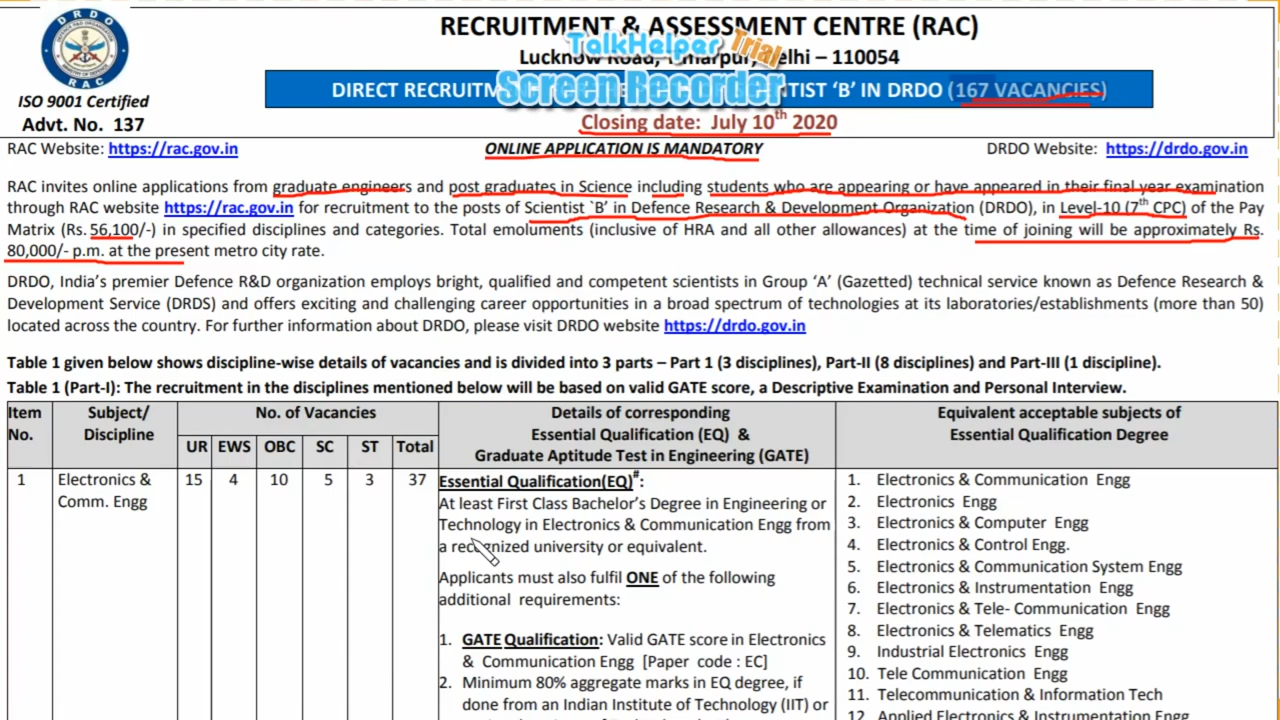 RECRUITMENT & ASSESSMENT CENTRE (RAC)
Lucknow Road, Timarpur, Delhi – 110054
TalkHelper Trial
Screen Recorder
DRDO
RAC
ISO 9001 Certified
Advt. No. 137
DIRECT RECRUITM NTIST ‘B’ IN DRDO (167 VACANCIES)
Closing date: July 10th 2020
RAC Website: https://rac.gov.in ONLINE APPLICATION IS MANDATORY DRDO Website: https://drdo.gov.in
RAC invites online applications from graduate engineers and post graduates in Science including students who are appearing or have appeared in their final year examination
through RAC website https://rac.gov.in for recruitment to the posts of Scientist `B’ in Defence Research & Development Organization (DRDO), in Level-10 (7th CPC) of the Pay
Matrix (Rs. 56,100/-) in specified disciplines and categories. Total emoluments (inclusive of HRA and all other allowances) at the time of joining will be approximately Rs.
80,000/- p.m. at the present metro city rate.
DRDO, India’s premier Defence R&D organization employs bright, qualified and competent scientists in Group ‘A’ (Gazetted) technical service known as Defence Research &
Development Service (DRDS) and offers exciting and challenging career opportunities in a broad spectrum of technologies at its laboratories/establishments (more than 50)
located across the country. For further information about DRDO, please visit DRDO website https://drdo.gov.in
Table 1 given below shows discipline-wise details of vacancies and is divided into 3 parts – Part 1 (3 disciplines), Part-II (8 disciplines) and Part-III (1 discipline).
Table 1 (Part-I): The recruitment in the disciplines mentioned below will be based on valid GATE score, a Descriptive Examination and Personal Interview.
Item No.
Subject/ Discipline
No. of Vacancies
UR EWS OBC SC ST Total
Details of corresponding
Essential Qualification (EQ) &
Graduate Aptitude Test in Engineering (GATE)
Equivalent acceptable subjects of
Essential Qualification Degree
1
Electronics &
Comm. Engg
15 4 10 5 3 37
Essential Qualification(EQ)#:
At least First Class Bachelor’s Degree in Engineering or
Technology in Electronics & Communication Engg from
a recognized university or equivalent.
Applicants must also fulfil ONE of the following
additional requirements:
1. GATE Qualification: Valid GATE score in Electronics
& Communication Engg [Paper code : EC]
2. Minimum 80% aggregate marks in EQ degree, if
done from an Indian Institute of Technology (IIT) or
1. Electronics & Communication Engg
2. Electronics Engg
3. Electronics & Computer Engg
4. Electronics & Control Engg.
5. Electronics & Communication System Engg
6. Electronics & Instrumentation Engg
7. Electronics & Tele- Communication Engg
8. Electronics & Telematics Engg
9. Industrial Electronics Engg
10. Tele Communication Engg
11. Telecommunication & Information Tech
12. Applied Electronics & Instrumentation Engg